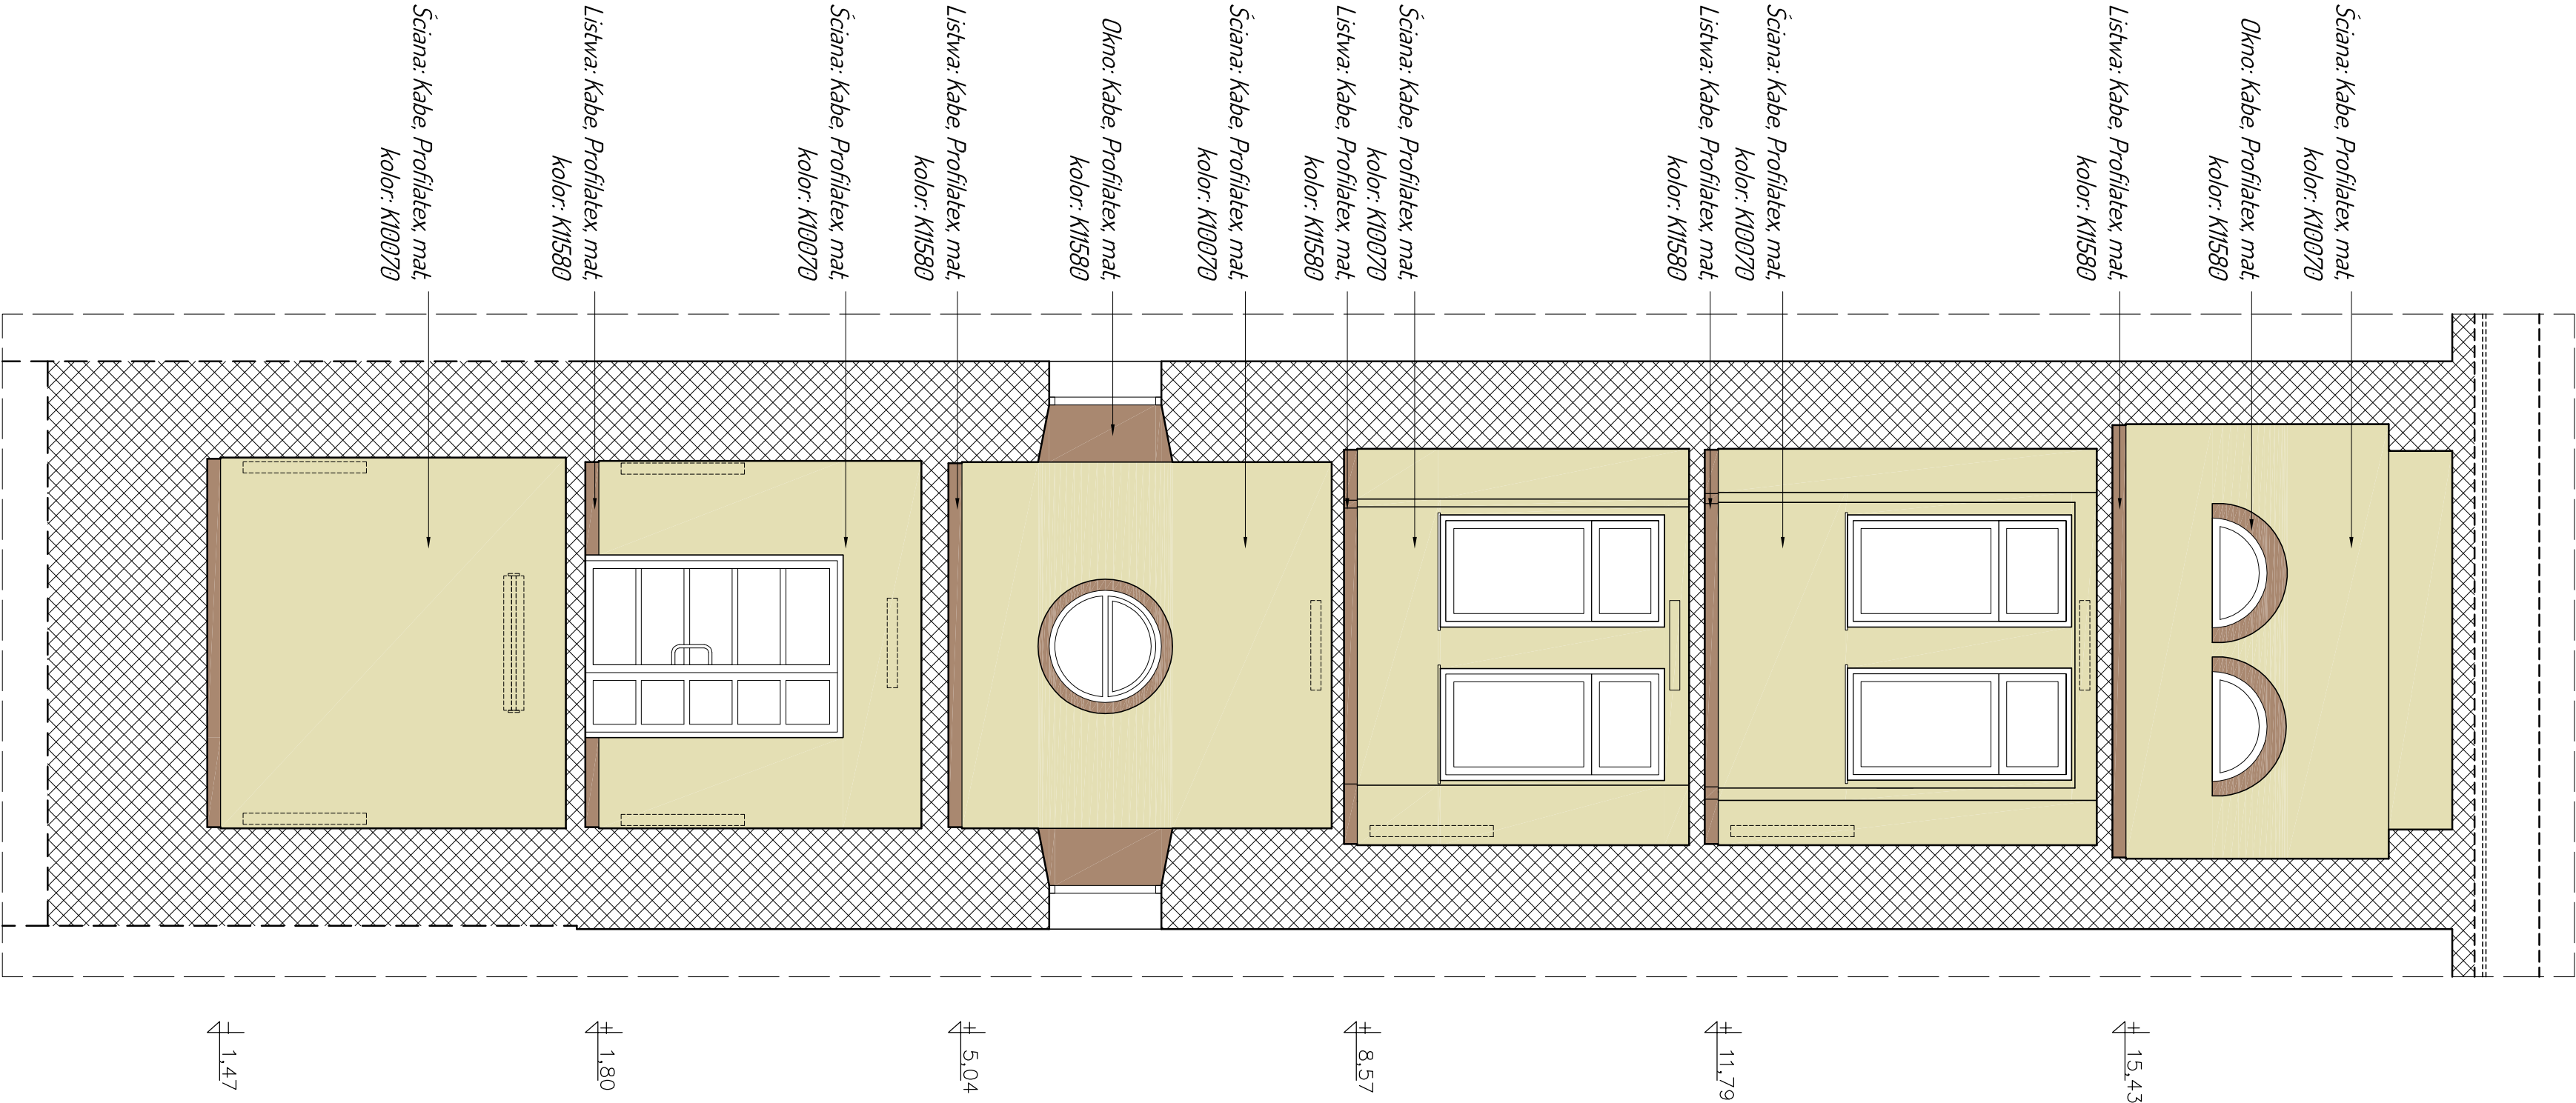 Ściana: Kabe, Profilatex, mat,
kolor: K10070
Okno: Kabe, Profilatex, mat,
kolor: K11580
Listwa: Kabe, Profilatex, mat,
kolor: K11580
+15,43
Ściana: Kabe, Profilatex, mat,
kolor: K10070
Listwa: Kabe, Profilatex, mat,
kolor: K11580
+11,79
Ściana: Kabe, Profilatex, mat,
kolor: K10070
Listwa: Kabe, Profilatex, mat,
kolor: K11580
+8,57
Ściana: Kabe, Profilatex, mat,
kolor: K10070
Okno: Kabe, Profilatex, mat,
kolor: K11580
Listwa: Kabe, Profilatex, mat,
kolor: K11580
+5,04
Ściana: Kabe, Profilatex, mat,
kolor: K10070
Listwa: Kabe, Profilatex, mat,
kolor: K11580
+1,80
Ściana: Kabe, Profilatex, mat,
kolor: K10070
-1,47